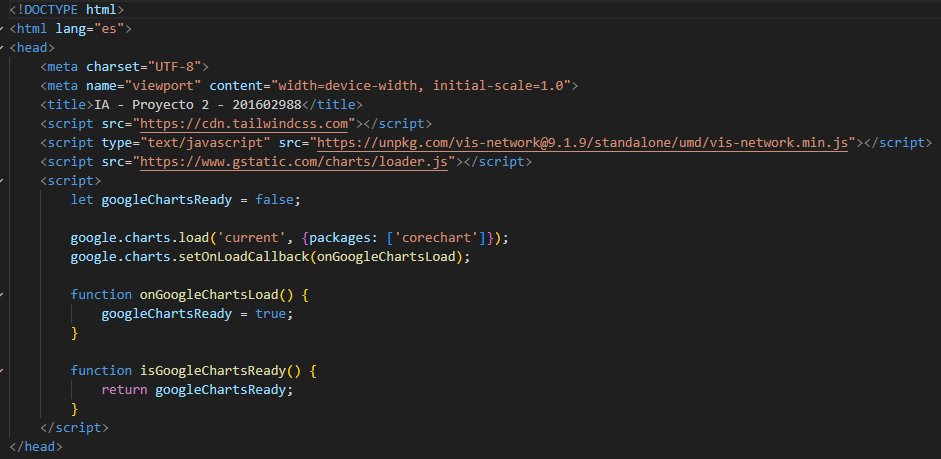 <!DOCTYPE html>
<html lang="es">
<head>
    <meta charset="UTF-8">
    <meta name="viewport" content="width=device-width, initial-scale=1.0">
    <title>IA - Proyecto 2 - 201602988</title>
    <script src="https://cdn.tailwindcss.com"></script>
    <script type="text/javascript" src="https://unpkg.com/vis-network@9.1.9/standalone/umd/vis-network.min.js"></script>
    <script src="https://www.gstatic.com/charts/loader.js"></script>
    <script>
        let googleChartsReady = false;

        google.charts.load('current', {packages: ['corechart']});
        google.charts.setOnLoadCallback(onGoogleChartsLoad);

        function onGoogleChartsLoad() {
            googleChartsReady = true;
        }

        function isGoogleChartsReady() {
            return googleChartsReady;
        }
    </script>
</head>